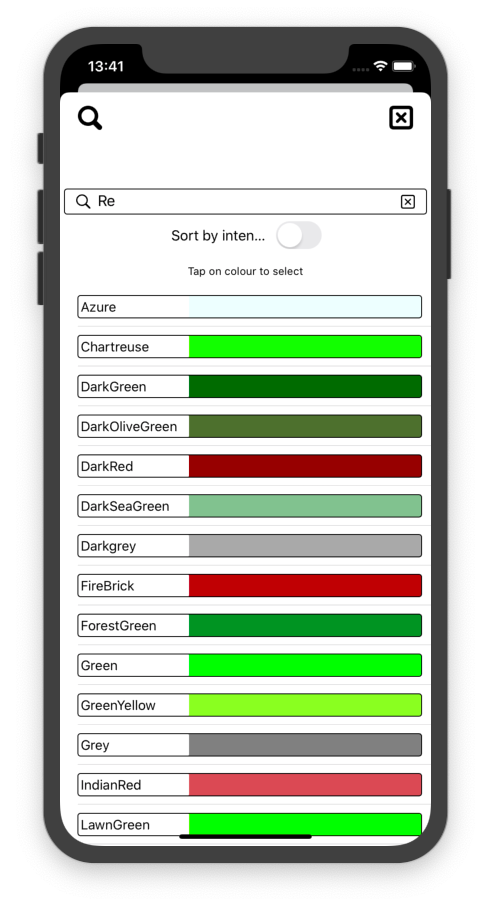 13:41
Re
Sort by inten...
Tap on colour to select
Azure
Chartreuse
DarkGreen
DarkOliveGreen
DarkRed
DarkSeaGreen
Darkgrey
FireBrick
ForestGreen
Green
GreenYellow
Grey
IndianRed
LawnGreen